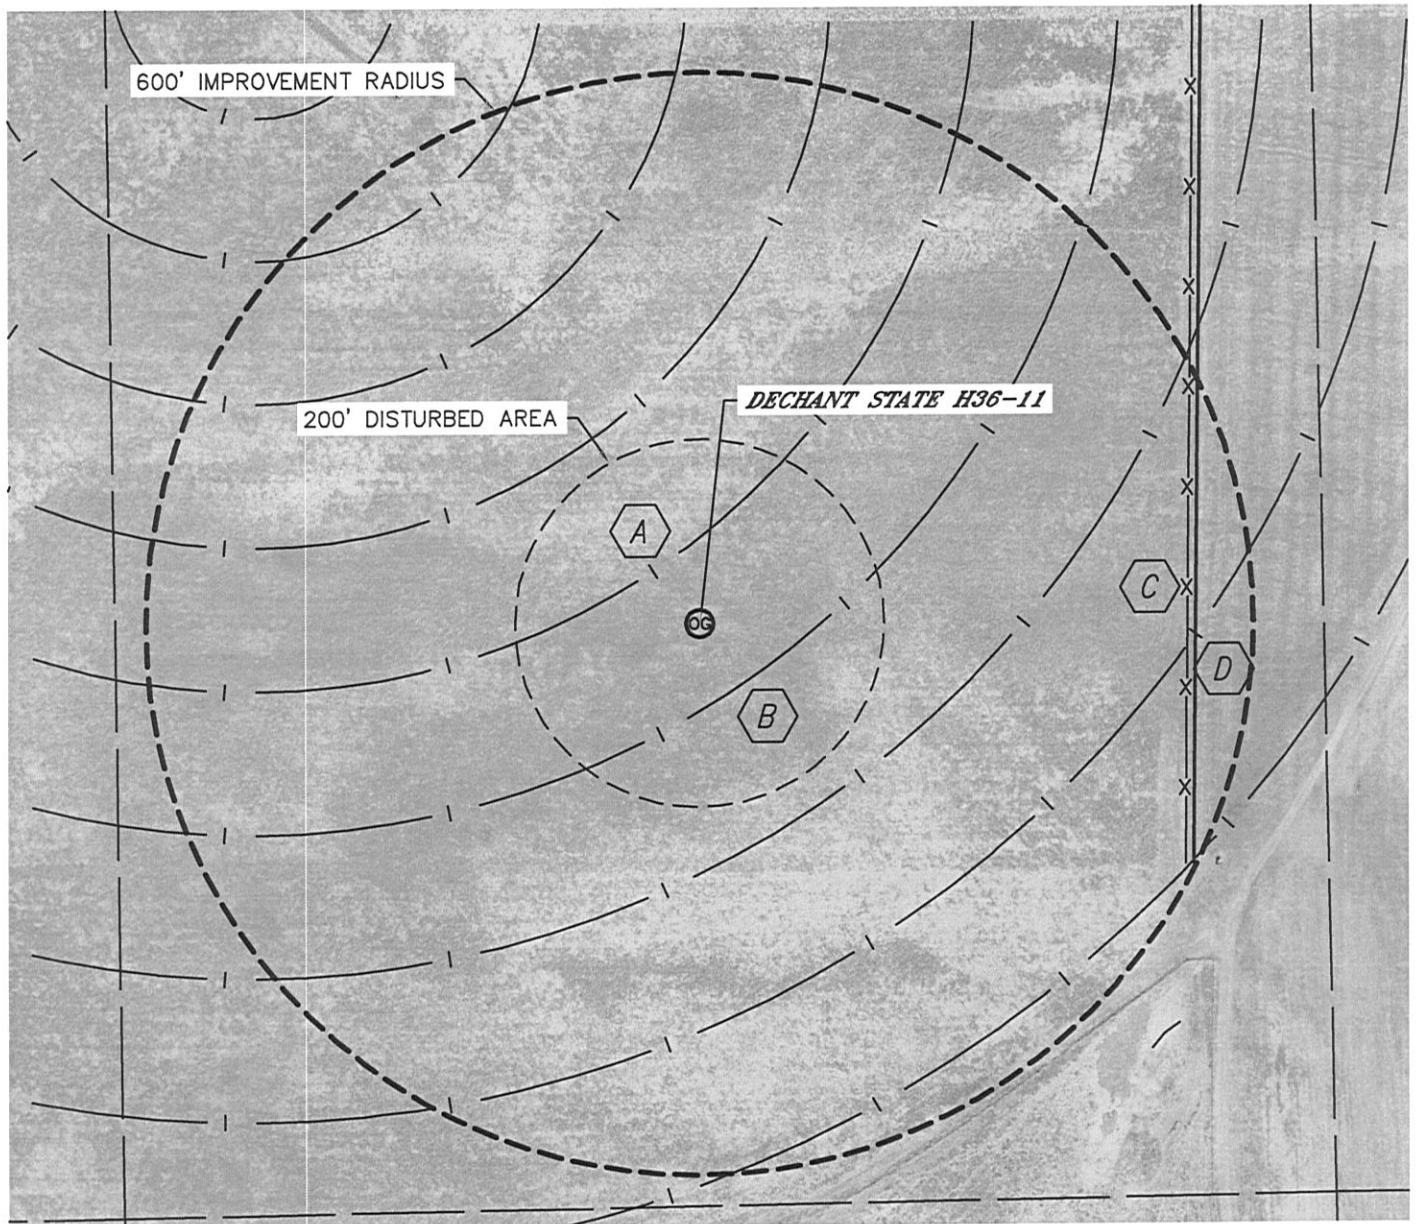 600' IMPROVEMENT RADIUS
DECHANT STATE H36-11
200' DISTURBED AREA
A
OG
C
D
B